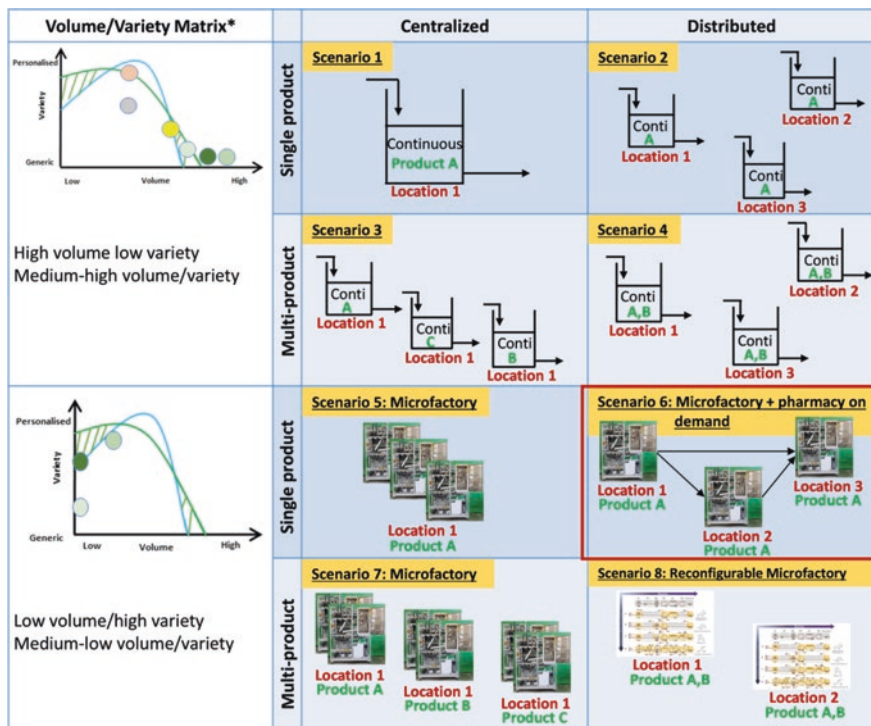 Volume/Variety Matrix*
Centralized
Distributed
Personalised
Variety
Generic
Low
Volume
High
High volume low variety
Medium-high volume/variety
Single product
Scenario 1
Continuous
Product A
Location 1
Scenario 2
Conti
A
Location 1
Conti
A
Location 2
Conti
A
Location 3
Multi-product
Scenario 3
Conti
A
Location 1
Conti
C
Location 1
Conti
B
Location 1
Scenario 4
Conti
A,B
Location 1
Conti
A,B
Location 2
Conti
A,B
Location 3
Personalised
Variety
Generic
Low
Volume
High
Low volume/high variety
Medium-low volume/variety
Single product
Scenario 5: Microfactory
Location 1
Product A
Scenario 6: Microfactory + pharmacy on
demand
Location 1
Product A
Location 2
Product A
Location 3
Product A
Multi-product
Scenario 7: Microfactory
Location 1
Product A
Location 1
Product B
Location 1
Product C
Scenario 8: Reconfigurable Microfactory
Location 1
Product A,B
Location 2
Product A,B